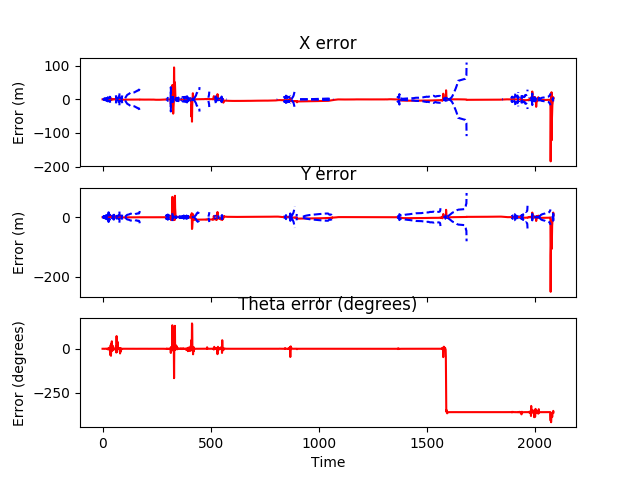 X error
100
0
−100
−200
Error (m)
Y error
0
−200
Error (m)
Theta error (degrees)
0
−250
Error (degrees)
0 500 1000 1500 2000
Time